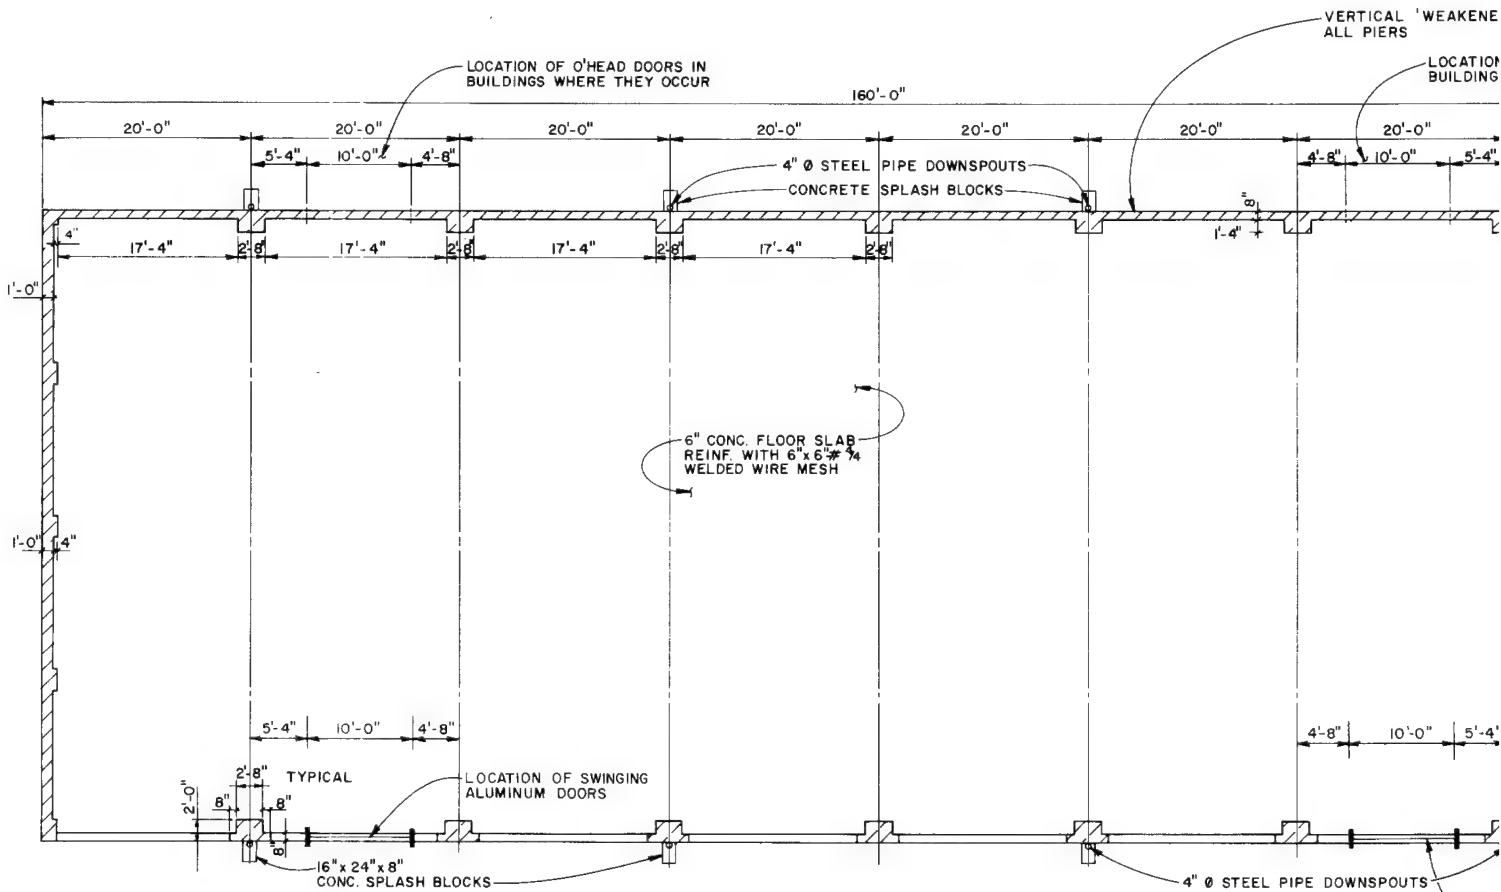 VERTICAL 'WEAKENE
ALL PIERS
LOCATION OF O'HEAD DOORS IN
BUILDINGS WHERE THEY OCCUR
LOCATION
BUILDING
160'-0"
20'-0" 20'-0" 20'-0" 20'-0" 20'-0" 20'-0" 20'-0"
5'-4" 10'-0" 4'-8" 4'-8" 10'-0" 5'-4"
4" Ø STEEL PIPE DOWNSPOUTS
CONCRETE SPLASH BLOCKS
8"
1'-4"
4"
17'-4" 2'-8" 17'-4" 2'-8" 17'-4" 2'-8" 17'-4" 2'-8"
1'-0"
6" CONC. FLOOR SLAB
REINF. WITH 6"x6"# 4/4
WELDED WIRE MESH
1'-0" 4"
5'-4" 10'-0" 4'-8" 4'-8" 10'-0" 5'-4"
2'-8" TYPICAL
LOCATION OF SWINGING
ALUMINUM DOORS
2'-0" 8" 8"
8" 8"
16" x 24" x 8"
CONC. SPLASH BLOCKS
4" Ø STEEL PIPE DOWNSPOUTS